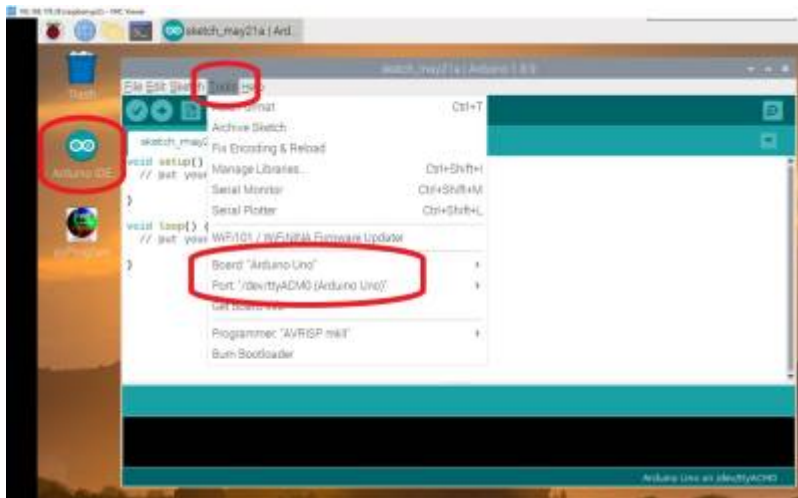 sketch_may21a | Ard...
Trash
sketch_may21a | Arduino 1.8.9
File Edit Sketch Tools Help
Ctrl+T
Archive Sketch
Fix Encoding & Reload
Manage Libraries...
Ctrl+Shift+I
Serial Monitor
Ctrl+Shift+M
Serial Plotter
Ctrl+Shift+L
WiFi101 / WiFiNINA Firmware Updater
Board: "Arduino Uno"
Port: "/dev/ttyACM0 (Arduino Uno)"
Get Board Info
Programmer: "AVRISP mkII"
Burn Bootloader
Arduino IDE
void setup() 
// put your
}
void loop() {
// put your
}
Arduino Uno on /dev/ttyACM0